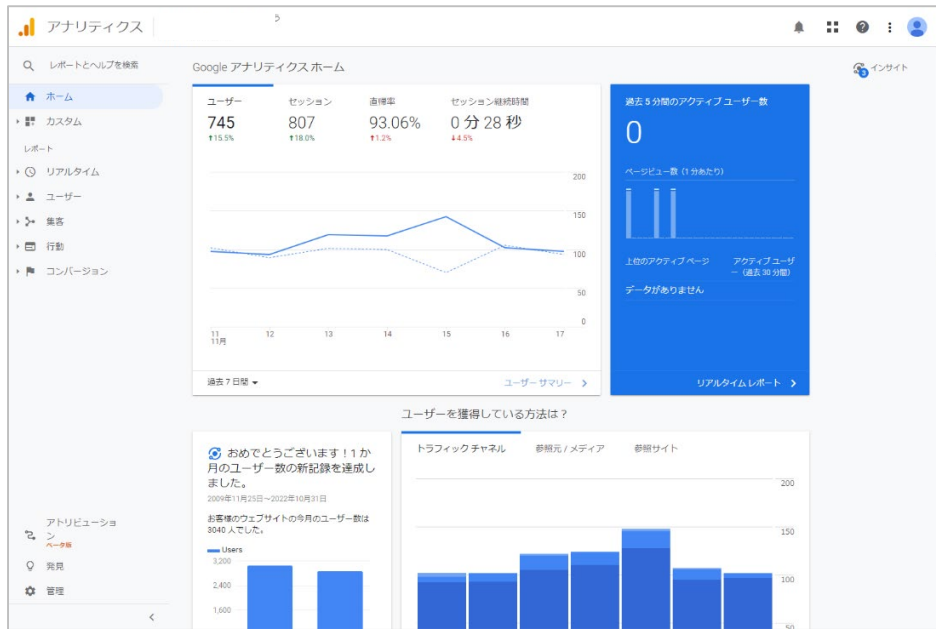 アナリティクス
う
レポートとヘルプを検索
ホーム
カスタム
レポート
リアルタイム
ユーザー
集客
行動
コンバージョン
アトリビューショ
ン
ベータ版
発見
管理
Google アナリティクス ホーム
インサイト
3
ユーザー
745
↑15.5%
セッション
807
↑18.0%
直帰率
93.06%
↑1.2%
セッション継続時間
0 分 28 秒
↓4.5%
200
150
100
50
0
11
11月
12
13
14
15
16
17
過去 7 日間
ユーザー サマリー
過去 5 分間のアクティブ ユーザー数
0
ページビュー数（1 分あたり）
上位のアクティブ ページ
アクティブ ユーザ
ー（過去 30 分間）
データがありません
リアルタイム レポート
ユーザーを獲得している方法は？
おめでとうございます！1 か
月のユーザー数の新記録を達成し
ました。
2009年11月25日～2022年10月31日
お客様のウェブサイトの今月のユーザー数は
3040 人でした。
Users
3,200
2,400
1,600
トラフィック チャネル
参照元 / メディア
参照サイト
200
150
100
50